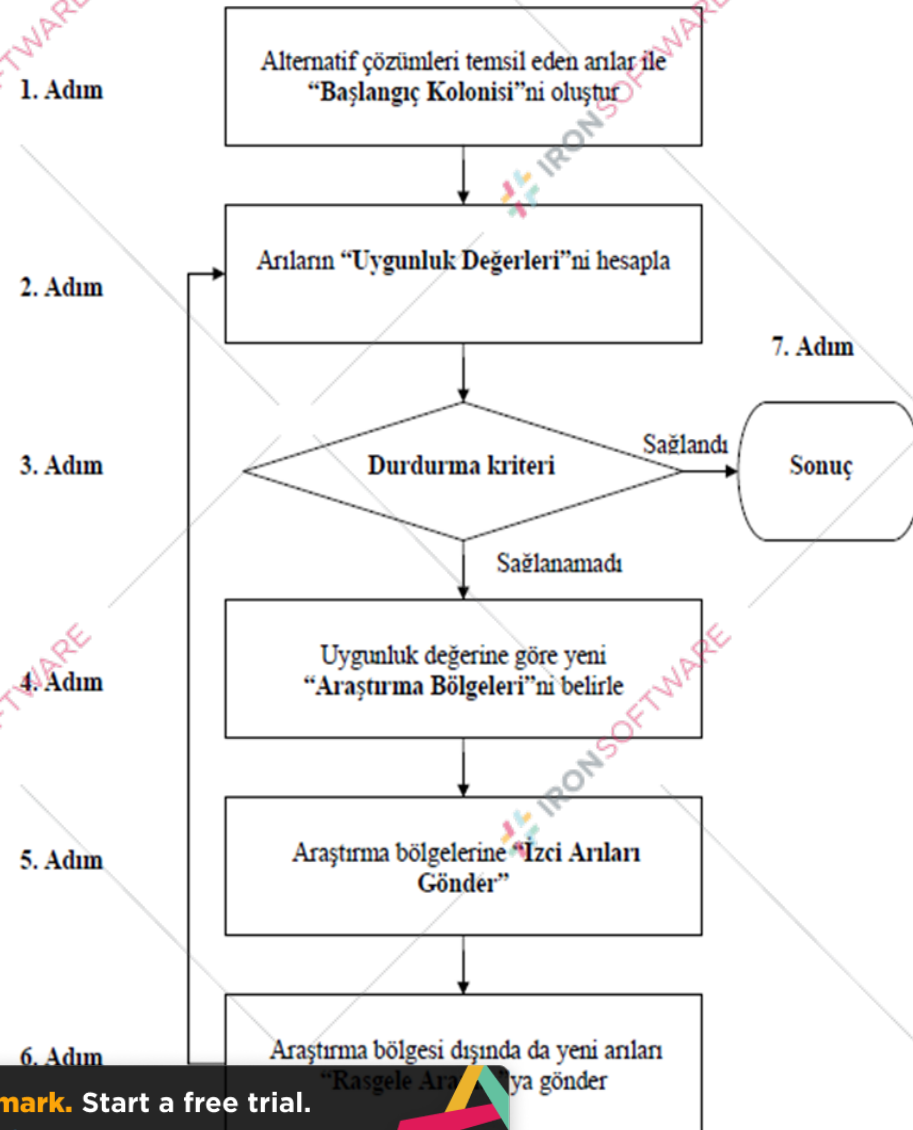 1. Adım
Alternatif çözümleri temsil eden arılar ile
“Başlangıç Kolonisi”ni oluştur
IRONSOFTWARE
2. Adım
Arıların “Uygunluk Değerleri”ni hesapla
7. Adım
3. Adım
Durdurma kriteri
Sağlandı
Sonuç
Sağlanamadı
4. Adım
Uygunluk değerine göre yeni
“Araştırma Bölgeleri”ni belirle
IRONSOFTWARE
5. Adım
Araştırma bölgelerine “İzci Arıları
Gönder”
6. Adım
Araştırma bölgesi dışında da yeni arıları
“Rasgele ya gönder
mark. Start a free trial.